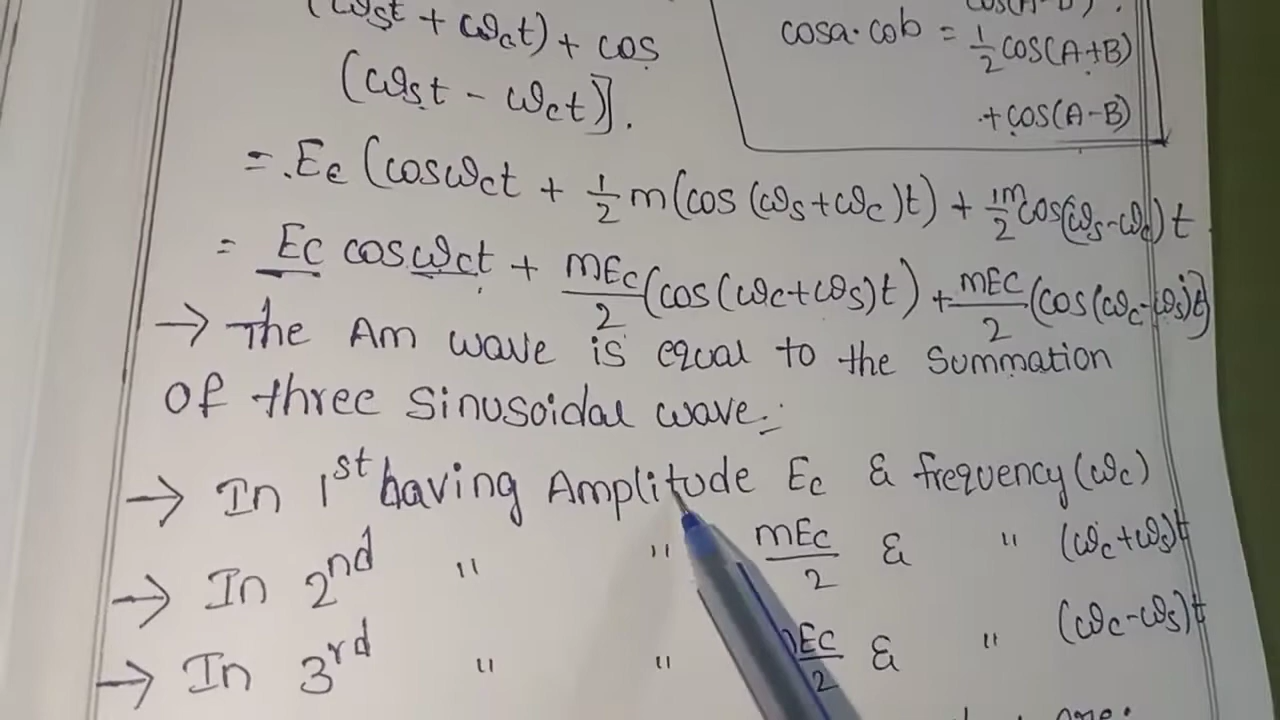 (ωst + ωct) + cos
(ωst - ωct)].
cosa·cob = 1/2 cos(A+B)
+ cos(A-B)
= .Ec (cosωct + 1/2 m(cos (ωs+ωc)t) + 1m/2 cos(ωs-ωc)t
= Ec cosωct + mEc/2 (cos(ωc+ωs)t) + mEc/2 (cos(ωc-ωs)t)
→ The Am wave is equal to the Summation
Of three Sinusoidal wave:
→ In 1st having Amplitude Ec & frequency (ωc)
→ In 2nd " " mEc/2 & " (ωc+ωs)t
→ In 3rd " " mEc/2 & " (ωc-ωs)t